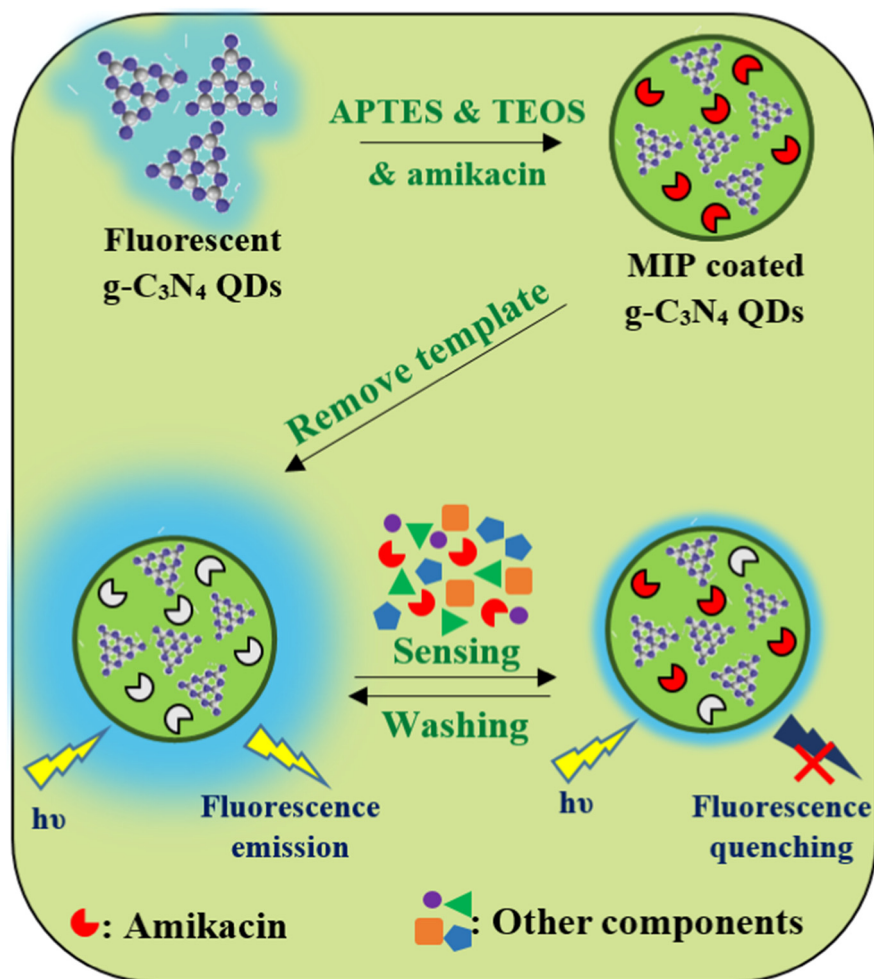 APTES & TEOS
& amikacin
Fluorescent
g-C₃N₄ QDs
MIP coated
g-C₃N₄ QDs
Remove template
Sensing
Washing
hυ
Fluorescence
emission
hυ
Fluorescence
quenching
: Amikacin
: Other components